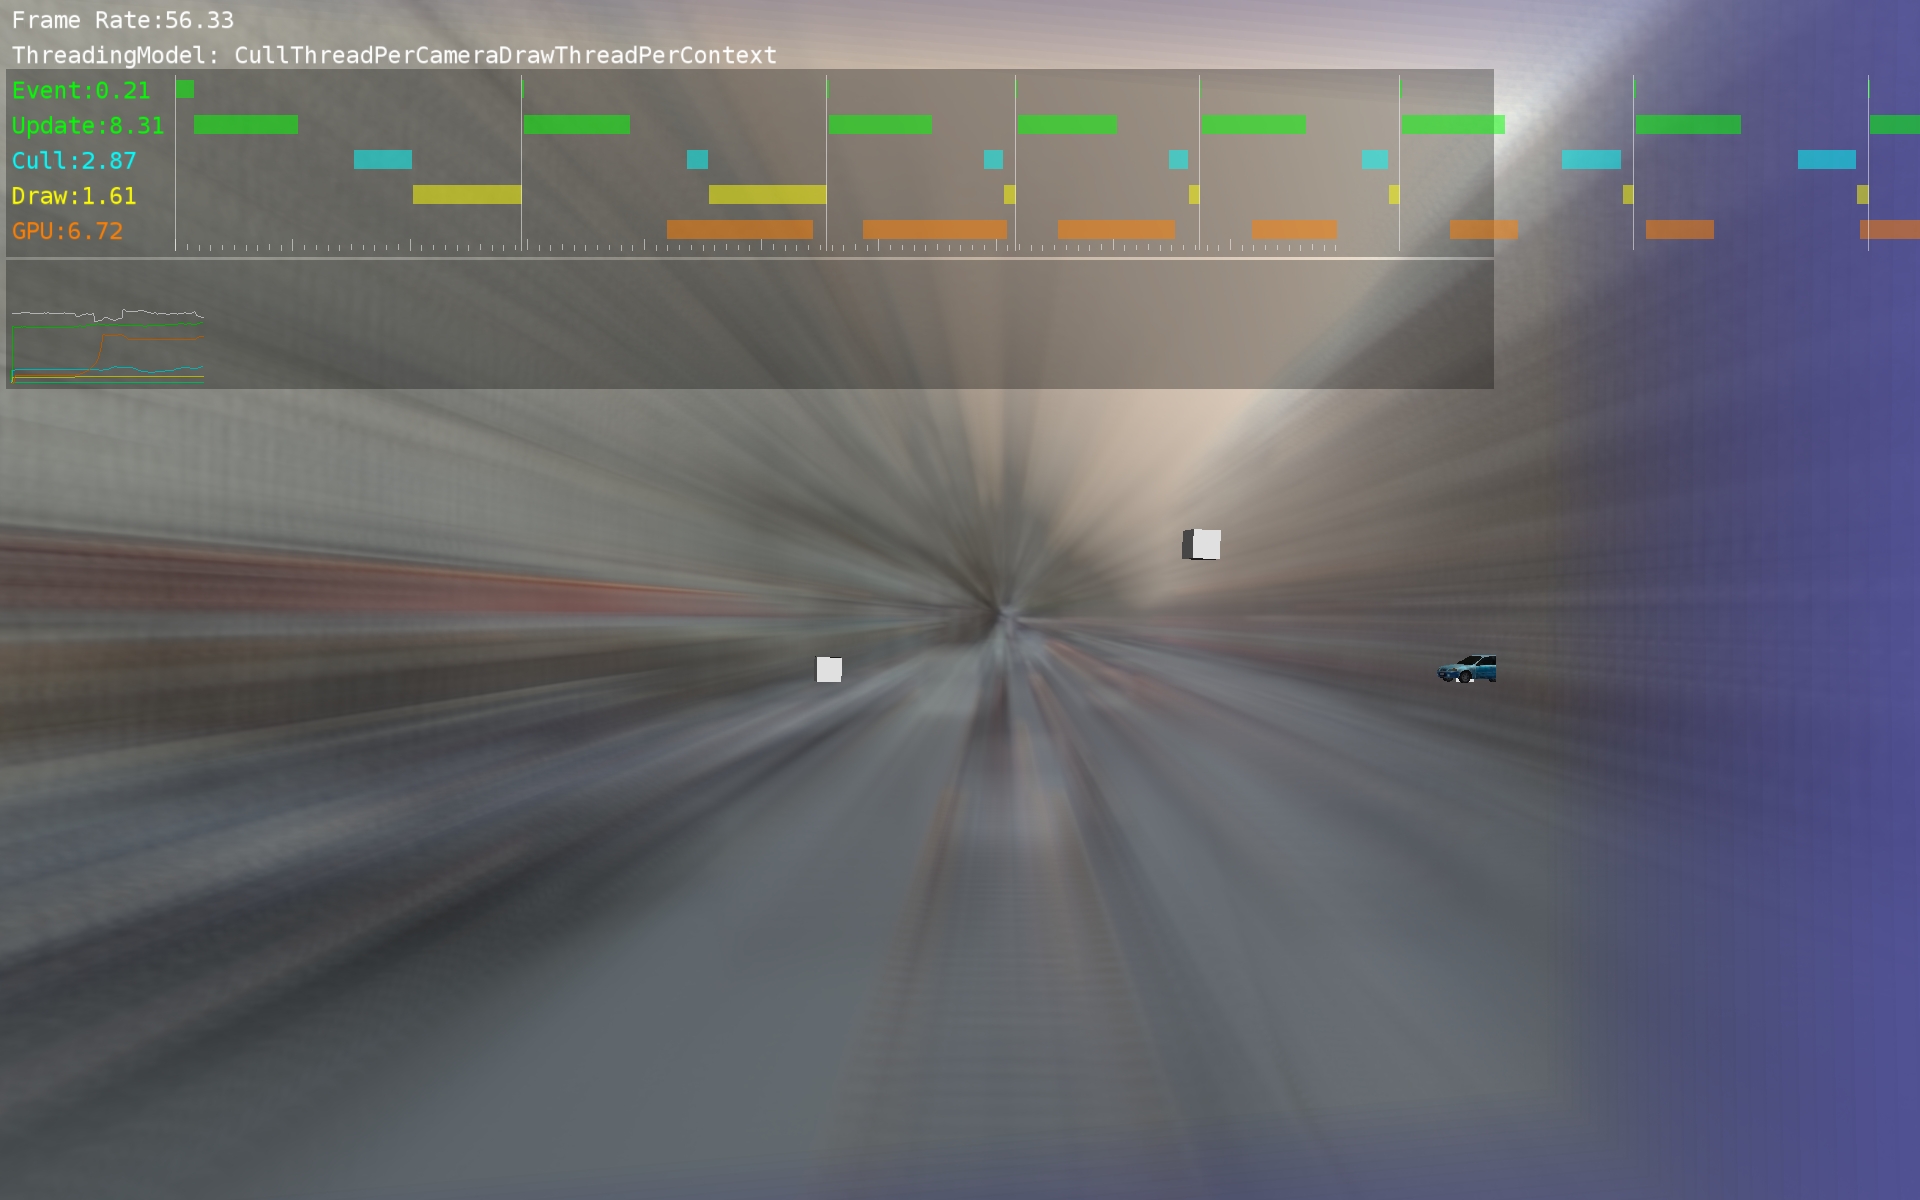 Frame Rate:56.33
ThreadingModel: CullThreadPerCameraDrawThreadPerContext
Event:0.21
Update:8.31
Cull:2.87
Draw:1.61
GPU:6.72